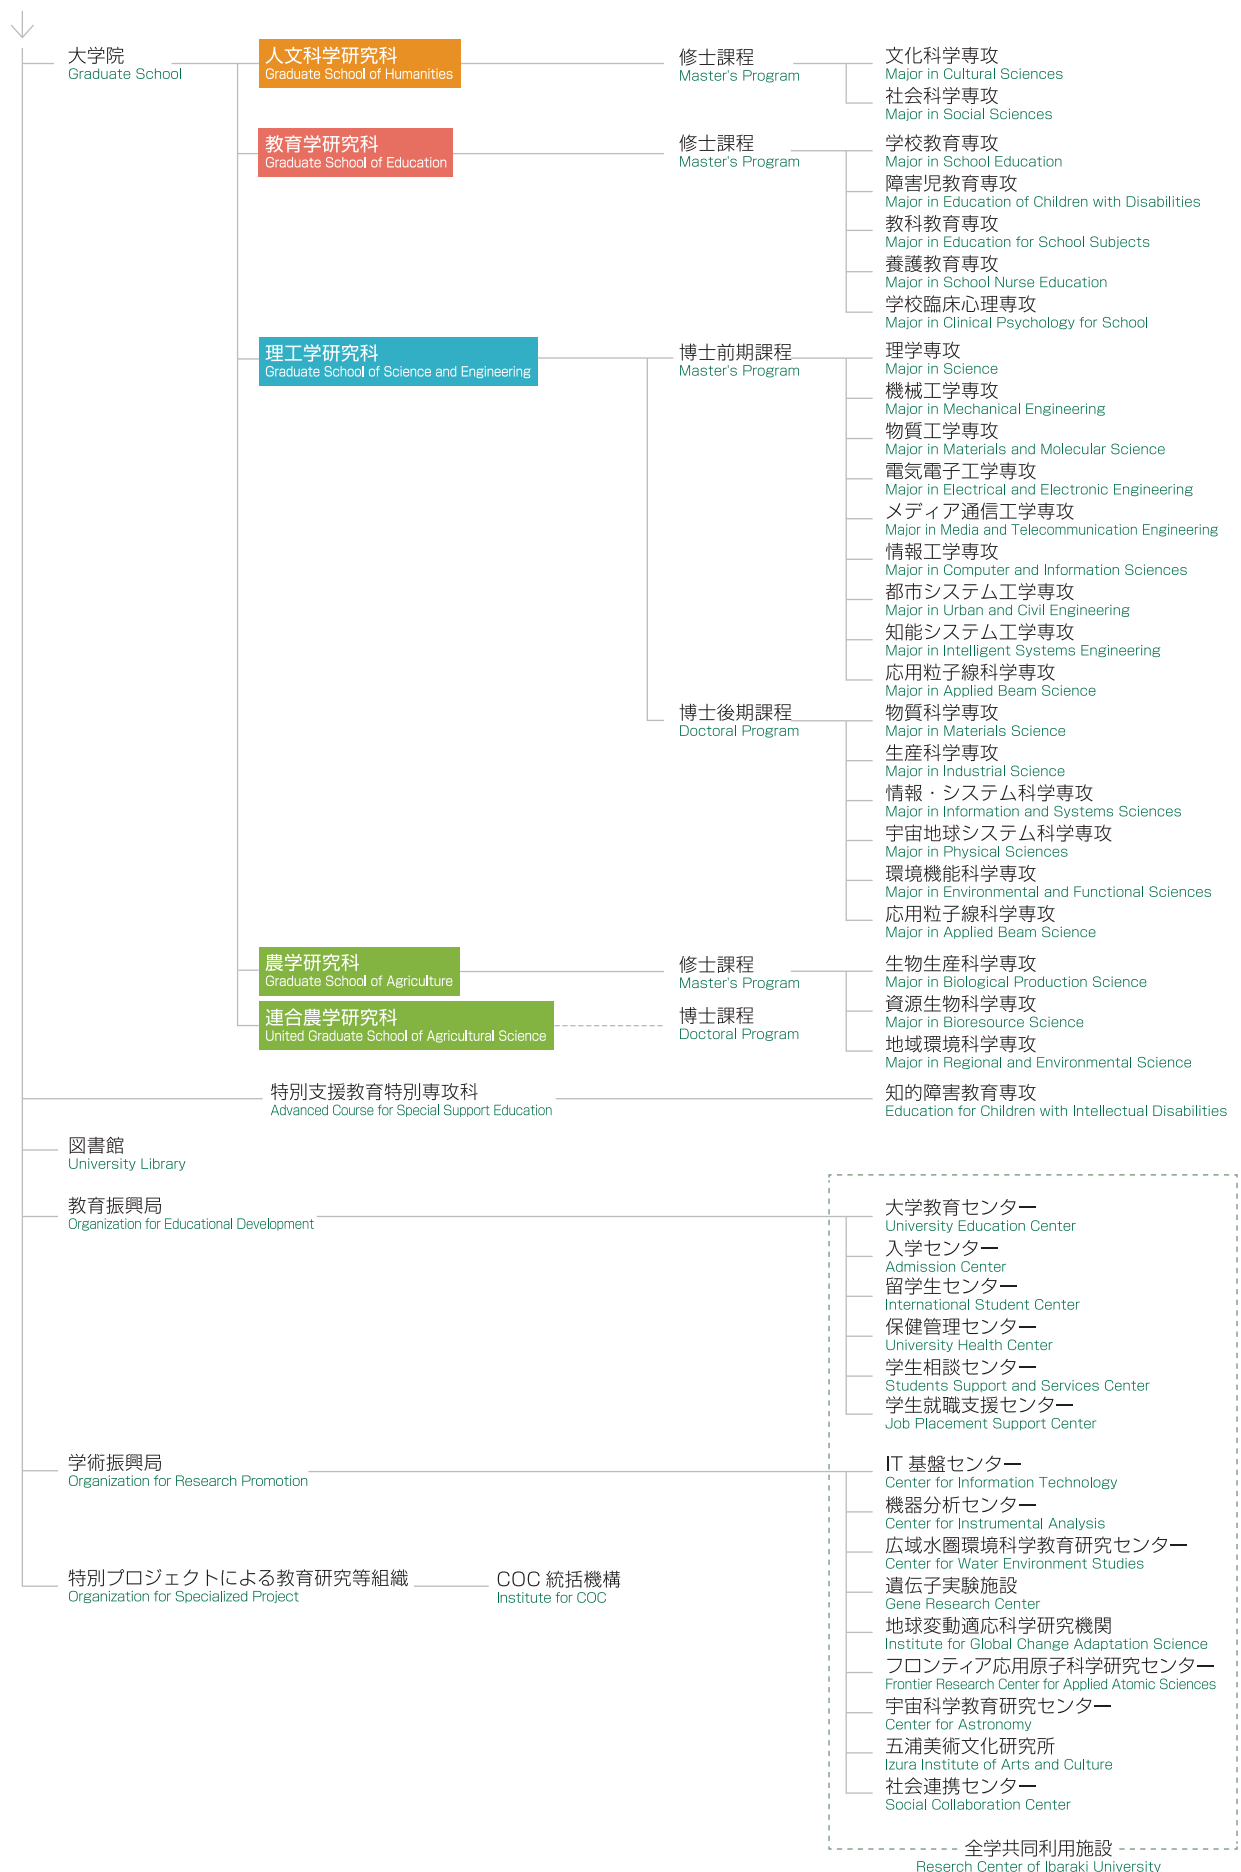 大学院
Graduate School
人文科学研究科
Graduate School of Humanities
修士課程
Master's Program
文化科学専攻
Major in Cultural Sciences
社会科学専攻
Major in Social Sciences
教育学研究科
Graduate School of Education
修士課程
Master's Program
学校教育専攻
Major in School Education
障害児教育専攻
Major in Education of Children with Disabilities
教科教育専攻
Major in Education for School Subjects
養護教育専攻
Major in School Nurse Education
学校臨床心理専攻
Major in Clinical Psychology for School
理工学研究科
Graduate School of Science and Engineering
博士前期課程
Master's Program
理学専攻
Major in Science
機械工学専攻
Major in Mechanical Engineering
物質工学専攻
Major in Materials and Molecular Science
電気電子工学専攻
Major in Electrical and Electronic Engineering
メディア通信工学専攻
Major in Media and Telecommunication Engineering
情報工学専攻
Major in Computer and Information Sciences
都市システム工学専攻
Major in Urban and Civil Engineering
知能システム工学専攻
Major in Intelligent Systems Engineering
応用粒子線科学専攻
Major in Applied Beam Science
博士後期課程
Doctoral Program
物質科学専攻
Major in Materials Science
生産科学専攻
Major in Industrial Science
情報・システム科学専攻
Major in Information and Systems Sciences
宇宙地球システム科学専攻
Major in Physical Sciences
環境機能科学専攻
Major in Environmental and Functional Sciences
応用粒子線科学専攻
Major in Applied Beam Science
農学研究科
Graduate School of Agriculture
修士課程
Master's Program
生物生産科学専攻
Major in Biological Production Science
資源生物科学専攻
Major in Bioresource Science
地域環境科学専攻
Major in Regional and Environmental Science
連合農学研究科
United Graduate School of Agricultural Science
博士課程
Doctoral Program
特別支援教育特別専攻科
Advanced Course for Special Support Education
知的障害教育専攻
Education for Children with Intellectual Disabilities
図書館
University Library
教育振興局
Organization for Educational Development
大学教育センター
University Education Center
入学センター
Admission Center
留学生センター
International Student Center
保健管理センター
University Health Center
学生相談センター
Students Support and Services Center
学生就職支援センター
Job Placement Support Center
学術振興局
Organization for Research Promotion
IT 基盤センター
Center for Information Technology
機器分析センター
Center for Instrumental Analysis
広域水圏環境科学教育研究センター
Center for Water Environment Studies
遺伝子実験施設
Gene Research Center
地球変動適応科学研究機関
Institute for Global Change Adaptation Science
フロンティア応用原子科学研究センター
Frontier Research Center for Applied Atomic Sciences
宇宙科学教育研究センター
Center for Astronomy
五浦美術文化研究所
Izura Institute of Arts and Culture
社会連携センター
Social Collaboration Center
特別プロジェクトによる教育研究等組織
Organization for Specialized Project
COC 統括機構
Institute for COC
全学共同利用施設
Reserch Center of Ibaraki University